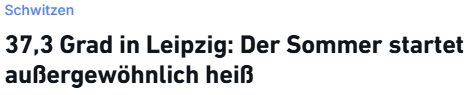 Schwitzen
37,3 Grad in Leipzig: Der Sommer startet
außergewöhnlich heiß